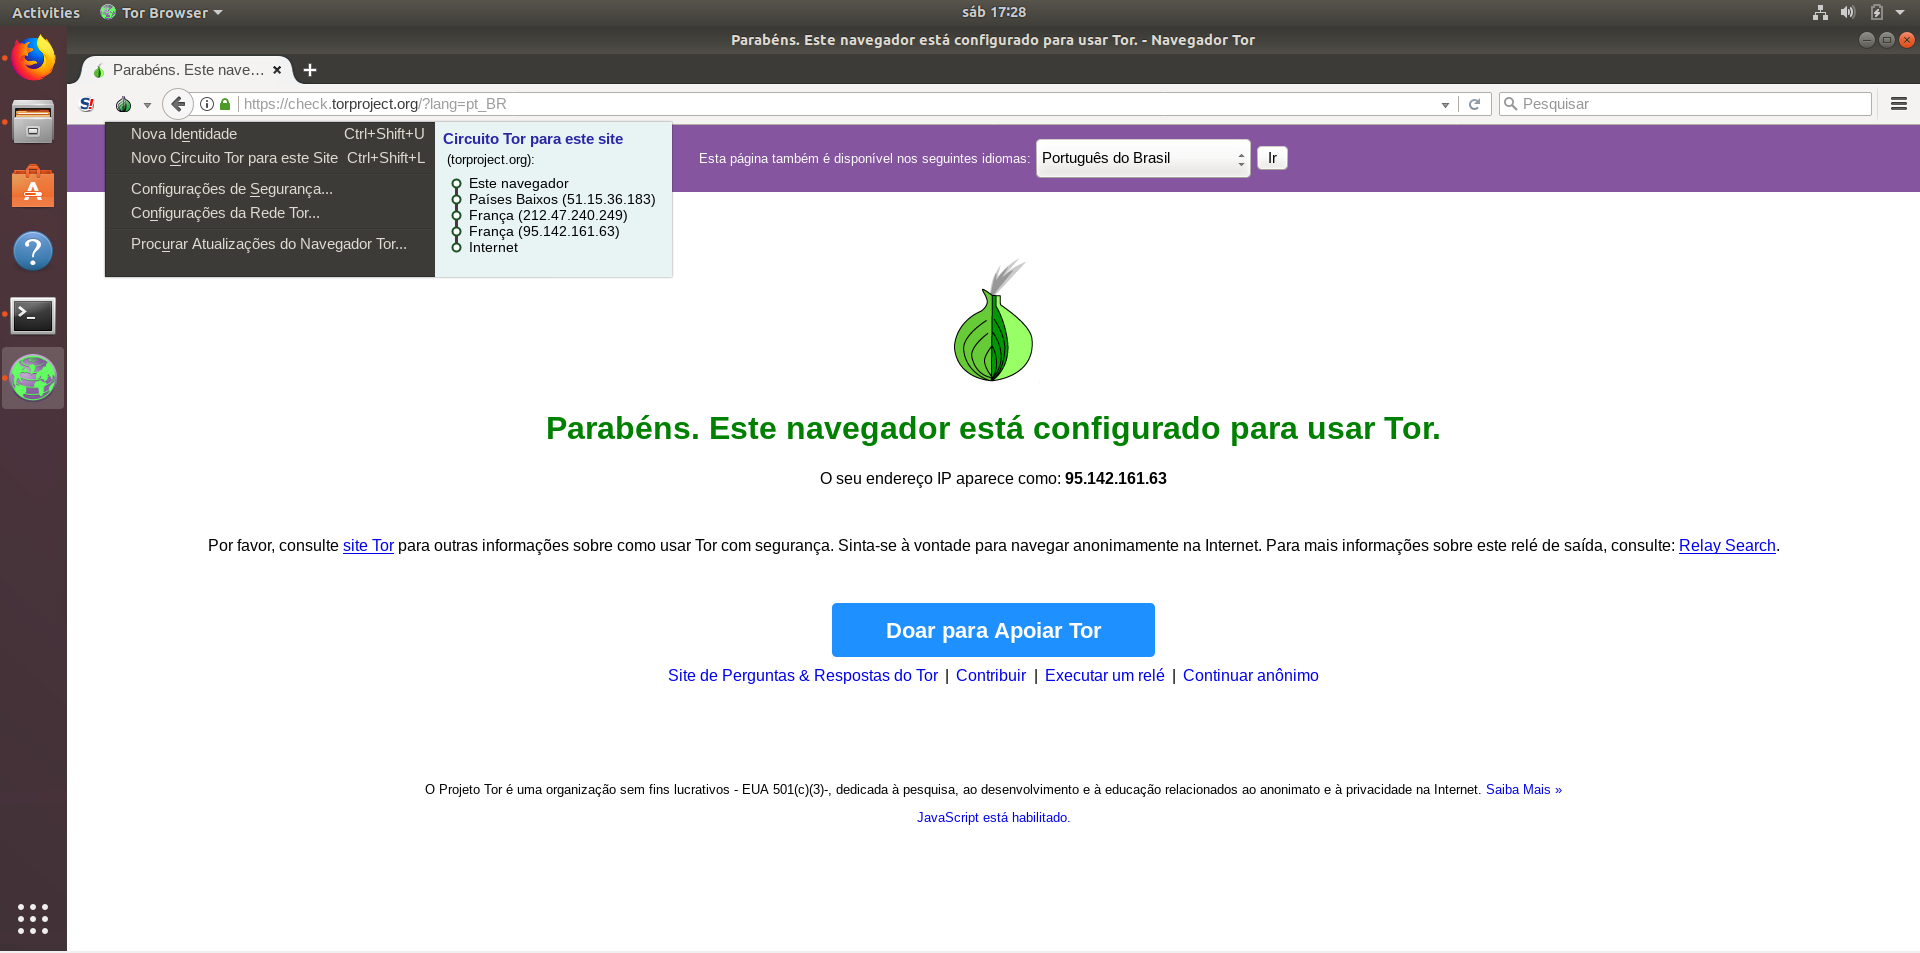 Activities
Tor Browser
sáb 17:28
Parabéns. Este navegador está configurado para usar Tor. - Navegador Tor
Parabéns. Este nave…
https://check.torproject.org/?lang=pt_BR
Pesquisar
Nova Identidade Ctrl+Shift+U
Novo Circuito Tor para este Site Ctrl+Shift+L
Configurações de Segurança...
Configurações da Rede Tor...
Procurar Atualizações do Navegador Tor...
Circuito Tor para este site
(torproject.org):
Este navegador
Países Baixos (51.15.36.183)
França (212.47.240.249)
França (95.142.161.63)
Internet
Esta página também é disponível nos seguintes idiomas: Português do Brasil Ir
Parabéns. Este navegador está configurado para usar Tor.
O seu endereço IP aparece como: 95.142.161.63
Por favor, consulte site Tor para outras informações sobre como usar Tor com segurança. Sinta-se à vontade para navegar anonimamente na Internet. Para mais informações sobre este relé de saída, consulte: Relay Search.
Doar para Apoiar Tor
Site de Perguntas & Respostas do Tor | Contribuir | Executar um relé | Continuar anônimo
O Projeto Tor é uma organização sem fins lucrativos - EUA 501(c)(3)-, dedicada à pesquisa, ao desenvolvimento e à educação relacionados ao anonimato e à privacidade na Internet. Saiba Mais »
JavaScript está habilitado.